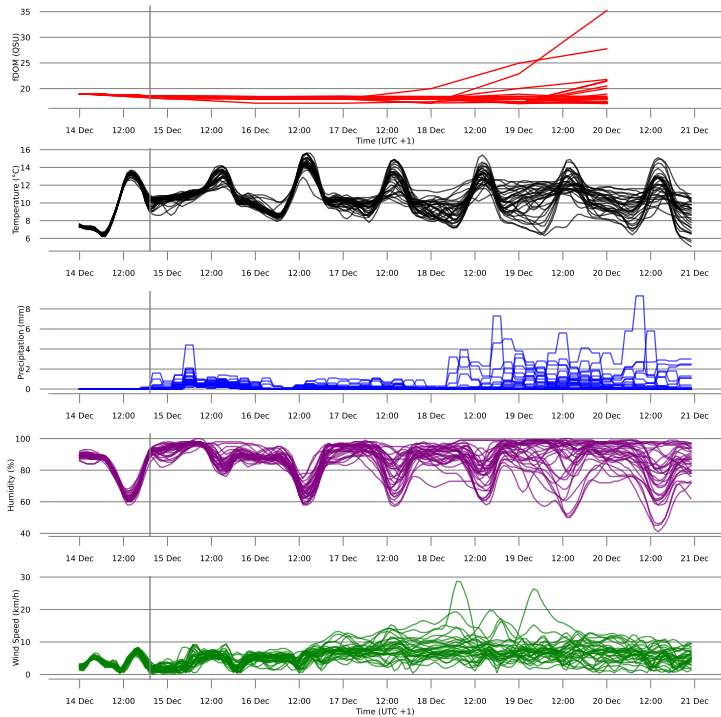 35
30
25
20
fDOM (QSU)
14 Dec 12:00 15 Dec 12:00 16 Dec 12:00 17 Dec 12:00 18 Dec 12:00 19 Dec 12:00 20 Dec 12:00 21 Dec
Time (UTC +1)
16
14
12
10
8
6
Temperature (°C)
14 Dec 12:00 15 Dec 12:00 16 Dec 12:00 17 Dec 12:00 18 Dec 12:00 19 Dec 12:00 20 Dec 12:00 21 Dec
8
6
4
2
0
Precipitation (mm)
14 Dec 12:00 15 Dec 12:00 16 Dec 12:00 17 Dec 12:00 18 Dec 12:00 19 Dec 12:00 20 Dec 12:00 21 Dec
100
80
60
40
Humidity (%)
14 Dec 12:00 15 Dec 12:00 16 Dec 12:00 17 Dec 12:00 18 Dec 12:00 19 Dec 12:00 20 Dec 12:00 21 Dec
30
20
10
0
Wind Speed (km/h)
14 Dec 12:00 15 Dec 12:00 16 Dec 12:00 17 Dec 12:00 18 Dec 12:00 19 Dec 12:00 20 Dec 12:00 21 Dec
Time (UTC +1)